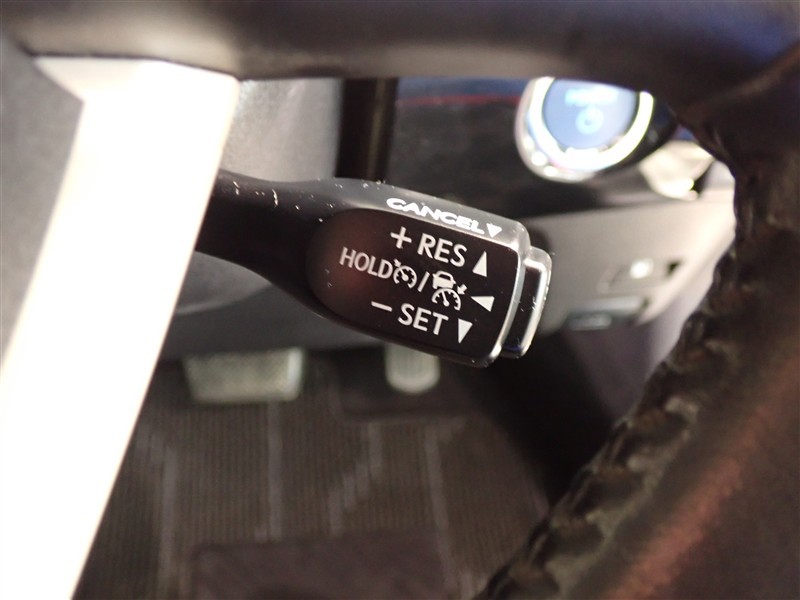 CANCEL▼
+ RES ▲
HOLD / ◄
− SET ▼